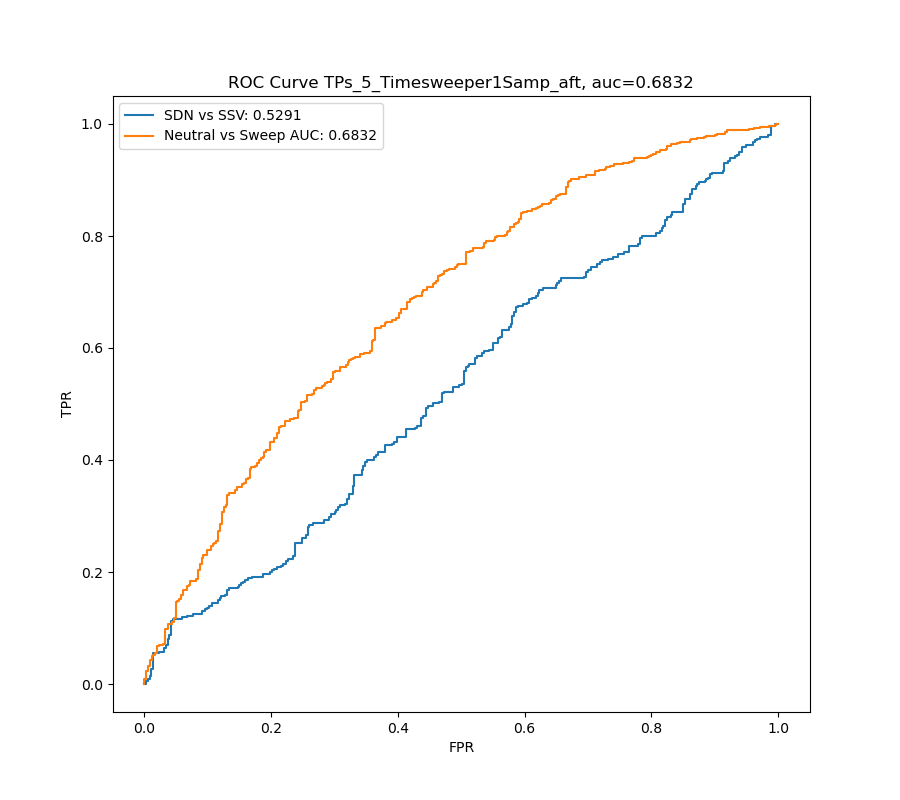 ROC Curve TPs_5_Timesweeper1Samp_aft, auc=0.6832
SDN vs SSV: 0.5291
Neutral vs Sweep AUC: 0.6832
1.0
0.8
0.6
0.4
0.2
0.0
TPR
0.0 0.2 0.4 0.6 0.8 1.0
FPR